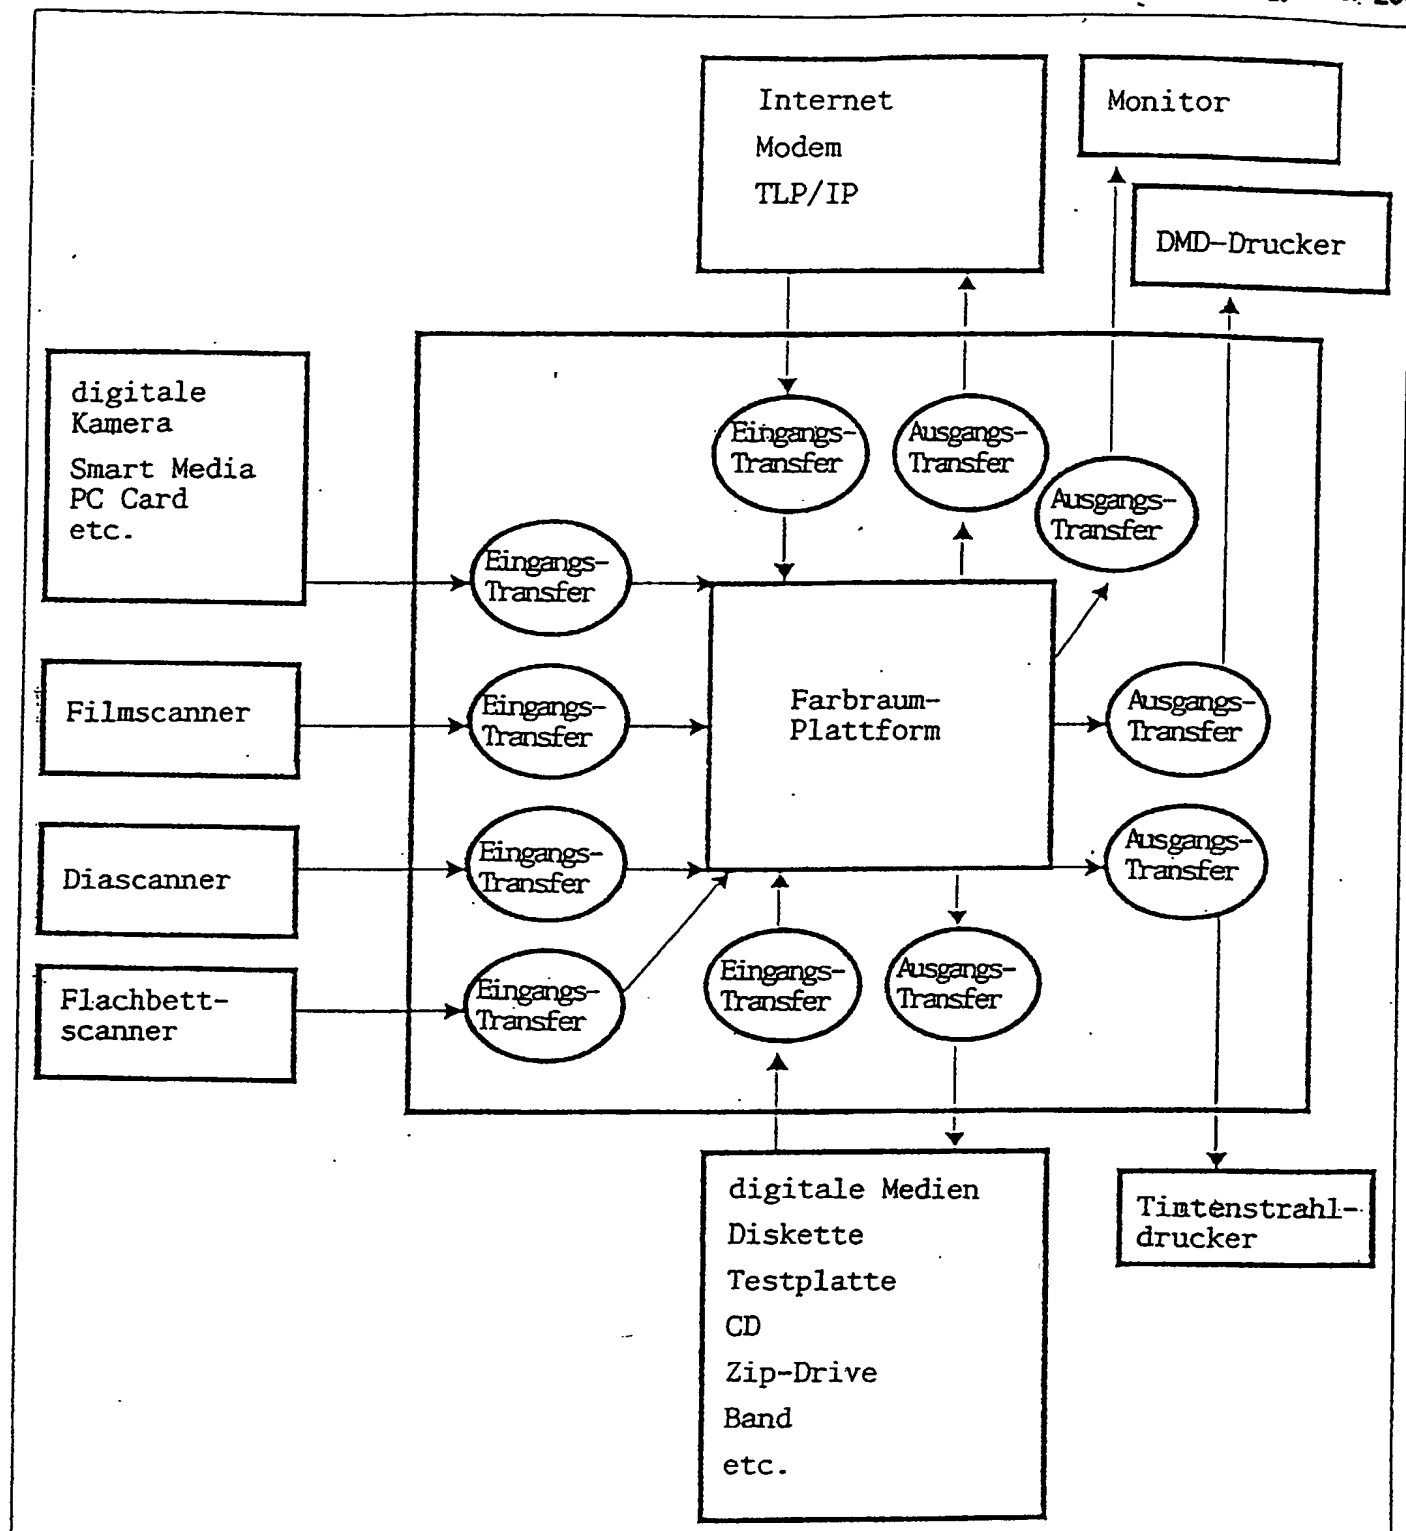 Internet
Modem
TLP/IP
Monitor
DMD-Drucker
digitale
Kamera
Smart Media
PC Card
etc.
Eingangs-
Transfer
Ausgangs-
Transfer
Ausgangs-
Transfer
Eingangs-
Transfer
Filmscanner
Eingangs-
Transfer
Farbraum-
Plattform
Ausgangs-
Transfer
Diascanner
Eingangs-
Transfer
Ausgangs-
Transfer
Flachbett-
scanner
Eingangs-
Transfer
Eingangs-
Transfer
Ausgangs-
Transfer
digitale Medien
Diskette
Testplatte
CD
Zip-Drive
Band
etc.
Timtenstrahl-
drucker